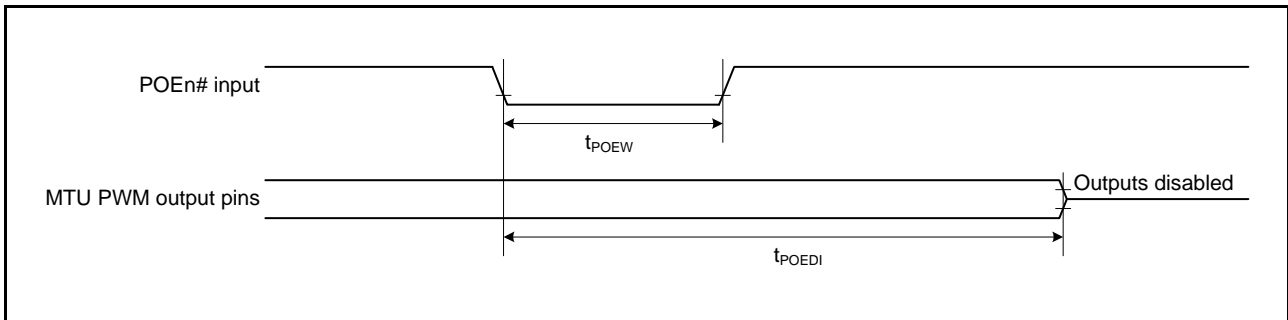 POEn# input
tPOEW
MTU PWM output pins
Outputs disabled
tPOEDI